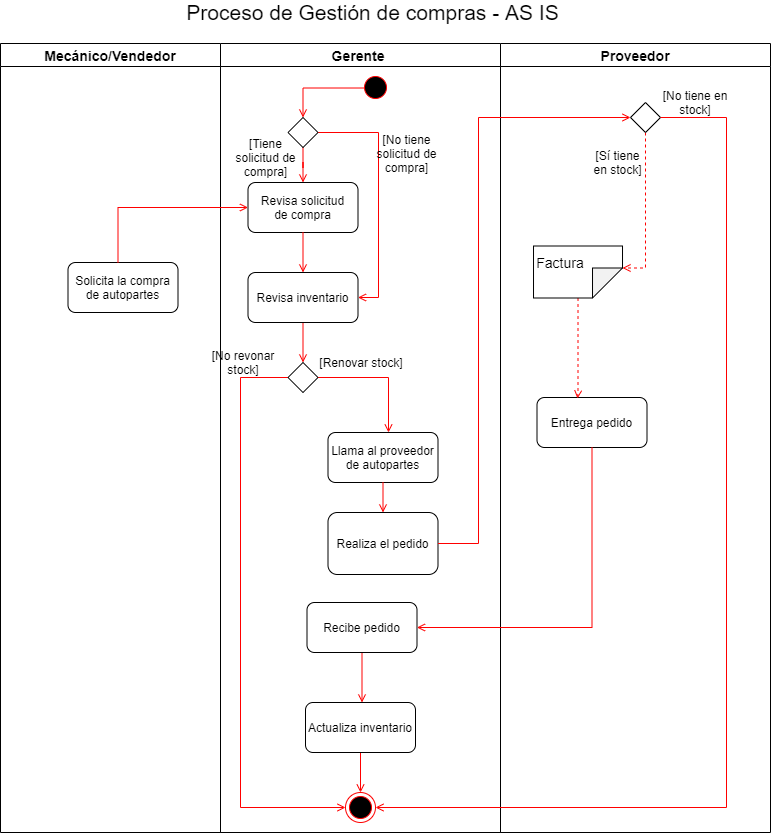 Proceso de Gestión de compras - AS IS
Mecánico/Vendedor
Gerente
Proveedor
[Tiene
solicitud de
compra]
[No tiene
solicitud de
compra]
[No tiene en
stock]
[Sí tiene
en stock]
Revisa solicitud
de compra
Solicita la compra
de autopartes
Revisa inventario
Factura
[No revonar
stock]
[Renovar stock]
Llama al proveedor
de autopartes
Entrega pedido
Realiza el pedido
Recibe pedido
Actualiza inventario